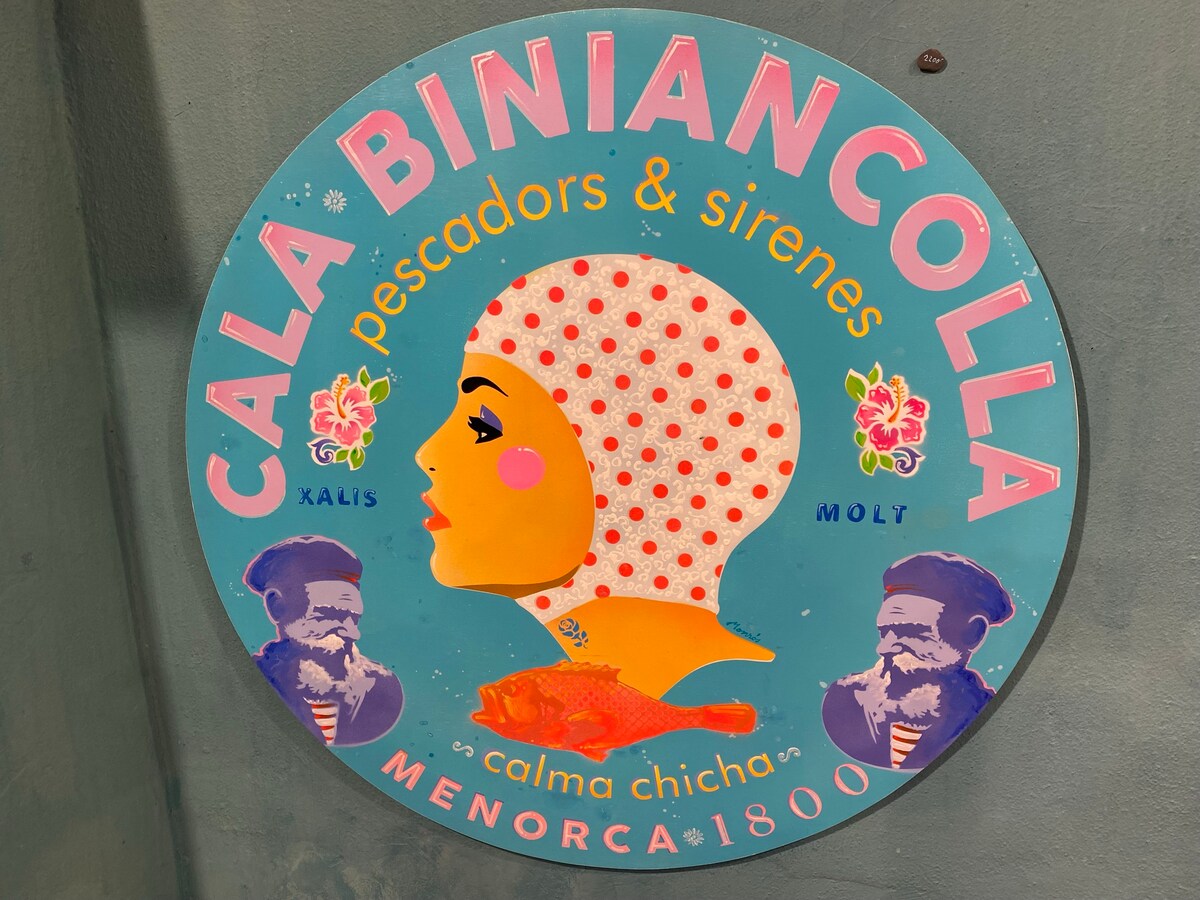 CALA BINIANCOLLA
pescadors & sirenes
XALIS
MOLT
~calma chicha~
MENORCA * 1800